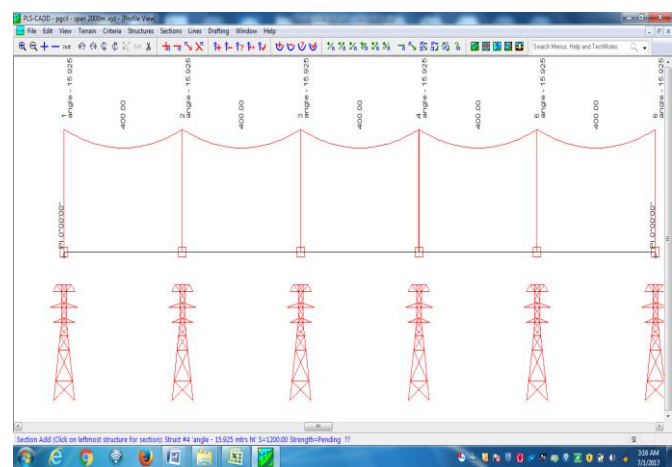 PLS-CADD - pgcil - span 2000m.xyz - [Profile View]
File Edit View Terrain Criteria Structures Sections Lines Drafting Window Help
Search Menus, Help and TechNotes
1
angle - 15.925
400.00
2
angle - 15.925
400.00
3
angle - 15.925
400.00
4
angle - 15.925
400.00
5
angle - 15.925
400.00
6
angle - 15.925
PI 0°00'00"
PI 0°00'00"
Section Add (Click on leftmost structure for section): Struct #4 'angle - 15.925 mtrs ht' S=1200.00 Strength=Pending ??
SI
3:16 AM
7/1/2017